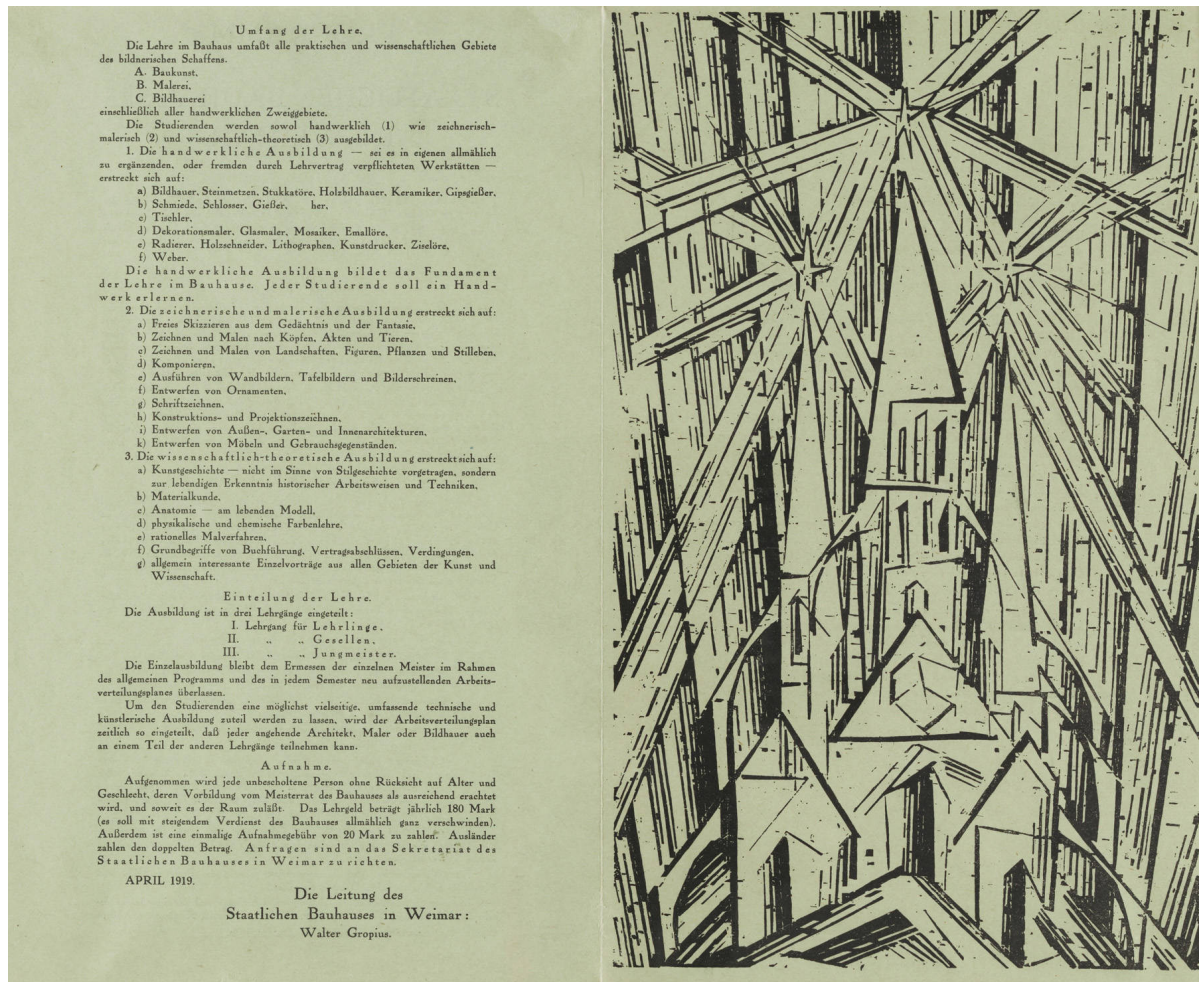 Umfang der Lehre.
Die Lehre im Bauhaus umfaßt alle praktischen und wissenschaftlichen Gebiete
des bildnerischen Schaffens.
A. Baukunst,
B. Malerei,
C. Bildhauerei
einschließlich aller handwerklichen Zweiggebiete.
Die Studierenden werden sowol handwerklich (1) wie zeichnerisch-
malerisch (2) und wissenschaftlich-theoretisch (3) ausgebildet.
1. Die handwerkliche Ausbildung — sei es in eigenen allmählich
zu ergänzenden, oder fremden durch Lehrvertrag verpflichteten Werkstätten —
erstreckt sich auf:
a) Bildhauer, Steinmetzen, Stukkatöre, Holzbildhauer, Keramiker, Gipsgießer,
b) Schmiede, Schlosser, Gießer, her,
c) Tischler,
d) Dekorationsmaler, Glasmaler, Mosaiker, Emallöre,
e) Radierer, Holzschneider, Lithographen, Kunstdrucker, Ziselöre,
f) Weber.
Die handwerkliche Ausbildung bildet das Fundament
der Lehre im Bauhause. Jeder Studierende soll ein Hand-
werk erlernen.
2. Die zeichnerische und malerische Ausbildung erstreckt sich auf:
a) Freies Skizzieren aus dem Gedächtnis und der Fantasie,
b) Zeichnen und Malen nach Köpfen, Akten und Tieren,
c) Zeichnen und Malen von Landschaften, Figuren, Pflanzen und Stilleben,
d) Komponieren,
e) Ausführen von Wandbildern, Tafelbildern und Bilderschreinen,
f) Entwerfen von Ornamenten,
g) Schriftzeichnen,
h) Konstruktions- und Projektionszeichnen,
i) Entwerfen von Außen-, Garten- und Innenarchitekturen,
k) Entwerfen von Möbeln und Gebrauchsgegenständen.
3. Die wissenschaftlich-theoretische Ausbildung erstreckt sich auf:
a) Kunstgeschichte — nicht im Sinne von Stilgeschichte vorgetragen, sondern
zur lebendigen Erkenntnis historischer Arbeitsweisen und Techniken,
b) Materialkunde,
c) Anatomie — am lebenden Modell,
d) physikalische und chemische Farbenlehre,
e) rationelles Malverfahren,
f) Grundbegriffe von Buchführung, Vertragsabschlüssen, Verdingungen,
g) allgemein interessante Einzelvorträge aus allen Gebieten der Kunst und
Wissenschaft.
Einteilung der Lehre.
Die Ausbildung ist in drei Lehrgänge eingeteilt:
I. Lehrgang für Lehrlinge,
II. „ „ Gesellen,
III. „ „ Jungmeister.
Die Einzelausbildung bleibt dem Ermessen der einzelnen Meister im Rahmen
des allgemeinen Programms und des in jedem Semester neu aufzustellenden Arbeits-
verteilungsplanes überlassen.
Um den Studierenden eine möglichst vielseitige, umfassende technische und
künstlerische Ausbildung zuteil werden zu lassen, wird der Arbeitsverteilungsplan
zeitlich so eingeteilt, daß jeder angehende Architekt, Maler oder Bildhauer auch
an einem Teil der anderen Lehrgänge teilnehmen kann.
Aufnahme.
Aufgenommen wird jede unbescholtene Person ohne Rücksicht auf Alter und
Geschlecht, deren Vorbildung vom Meisterrat des Bauhauses als ausreichend erachtet
wird, und soweit es der Raum zuläßt. Das Lehrgeld beträgt jährlich 180 Mark
(es soll mit steigendem Verdienst des Bauhauses allmählich ganz verschwinden).
Außerdem ist eine einmalige Aufnahmegebühr von 20 Mark zu zahlen. Ausländer
zahlen den doppelten Betrag. Anfragen sind an das Sekretariat des
Staatlichen Bauhauses in Weimar zu richten.
APRIL 1919.
Die Leitung des
Staatlichen Bauhauses in Weimar:
Walter Gropius.